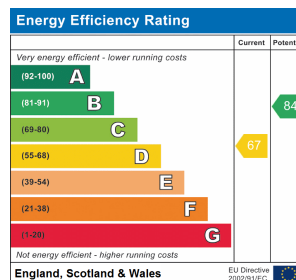 Energy Efficiency Rating
Current Potent
Very energy efficient - lower running costs
(92-100) A
(81-91) B
84
(69-80) C
67
(55-68) D
(39-54) E
(21-38) F
(1-20) G
Not energy efficient - higher running costs
England, Scotland & Wales
EU Directive
2002/91/EC